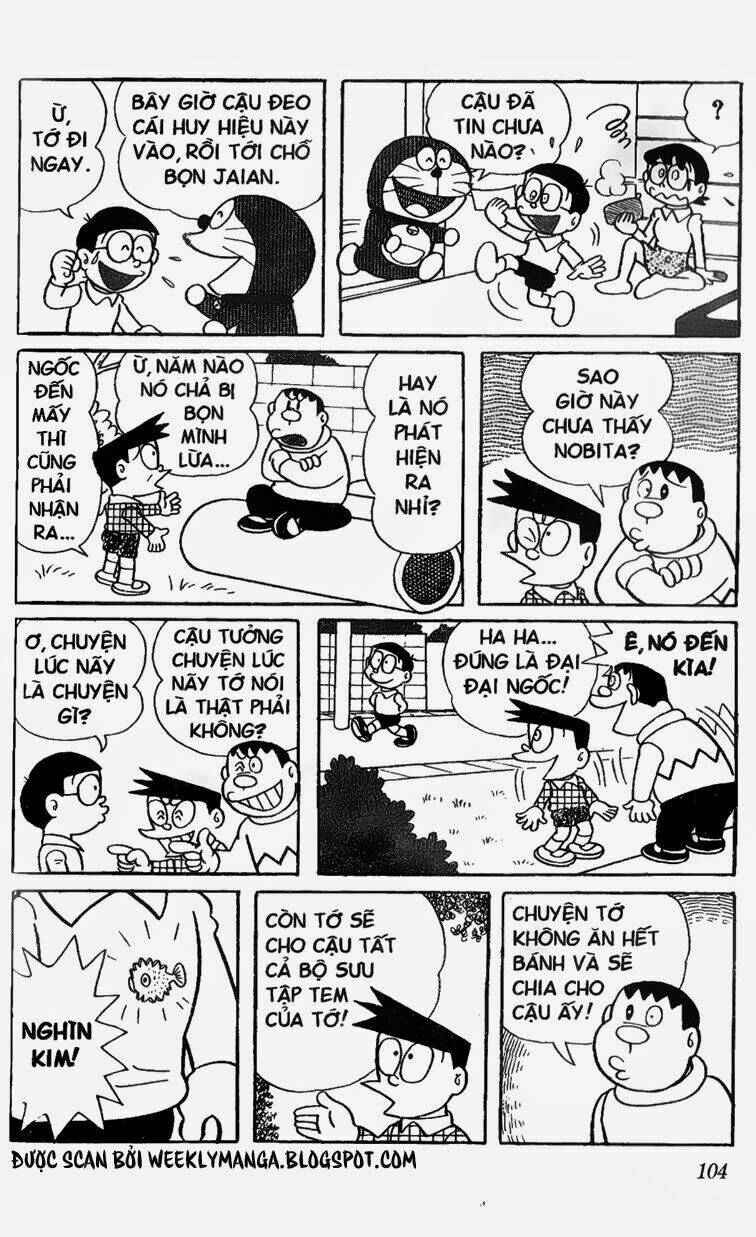 ?
CẬU ĐÃ
TIN CHƯA
NÀO?
BÂY GIỜ CẬU ĐEO
CÁI HUY HIỆU NÀY
VÀO, RỒI TỚI CHỖ
BỌN JAIAN.
Ừ,
TỚ ĐI
NGAY.
SAO
GIỜ NÀY
CHƯA THẤY
NOBITA?
HAY
LÀ NÓ
PHÁT
HIỆN
RA
NHỈ?
Ừ, NĂM NÀO
NÓ CHẢ BỊ
BỌN
MÌNH
LỪA...
NGỐC
ĐẾN
MẤY
THÌ
CŨNG
PHẢI
NHẬN
RA...
Ê, NÓ ĐẾN
KÌA!
HA HA...
ĐÚNG LÀ ĐẠI
ĐẠI NGỐC!
CẬU TƯỞNG
CHUYỆN LÚC
NÃY TỚ NÓI
LÀ THẬT PHẢI
KHÔNG?
Ơ, CHUYỆN
LÚC NÃY
LÀ CHUYỆN
GÌ?
CHUYỆN TỚ
KHÔNG ĂN HẾT
BÁNH VÀ SẼ
CHIA CHO
CẬU ẤY!
CÒN TỚ SẼ
CHO CẬU TẤT
CẢ BỘ SƯU
TẬP TEM
CỦA TỚ!
NGHÌN
KIM!
ĐƯỢC SCAN BỞI WEEKLYMANGA.BLOGSPOT.COM
104